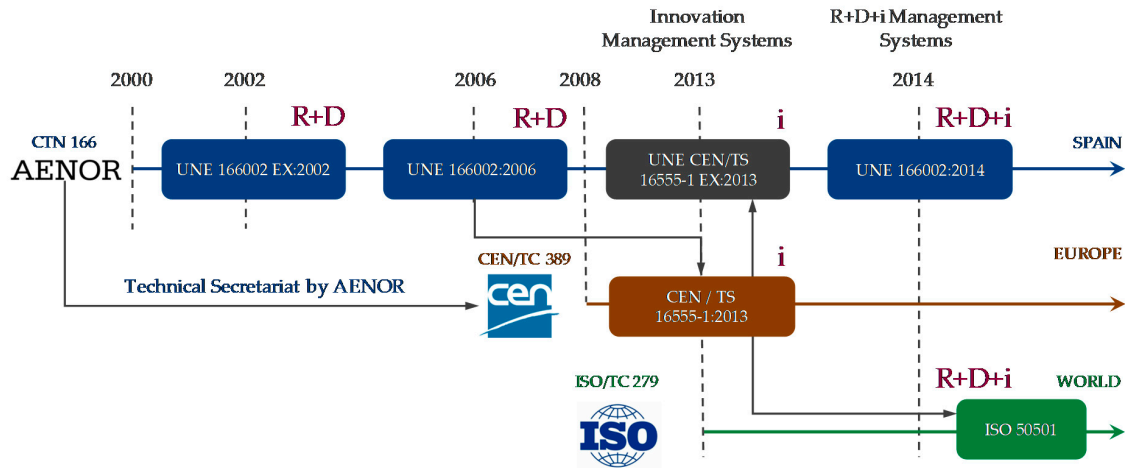 Innovation
Management Systems
R+D+i Management
Systems
2000
2002
2006
2008
2013
2014
R+D
R+D
i
R+D+i
CTN 166
AENOR
UNE 166002 EX:2002
UNE 166002:2006
UNE CEN/TS
16555-1 EX:2013
UNE 166002:2014
SPAIN
CEN/TC 389
i
EUROPE
Technical Secretariat by AENOR
cen
CEN / TS
16555-1:2013
ISO/TC 279
R+D+i
WORLD
ISO
ISO 50501